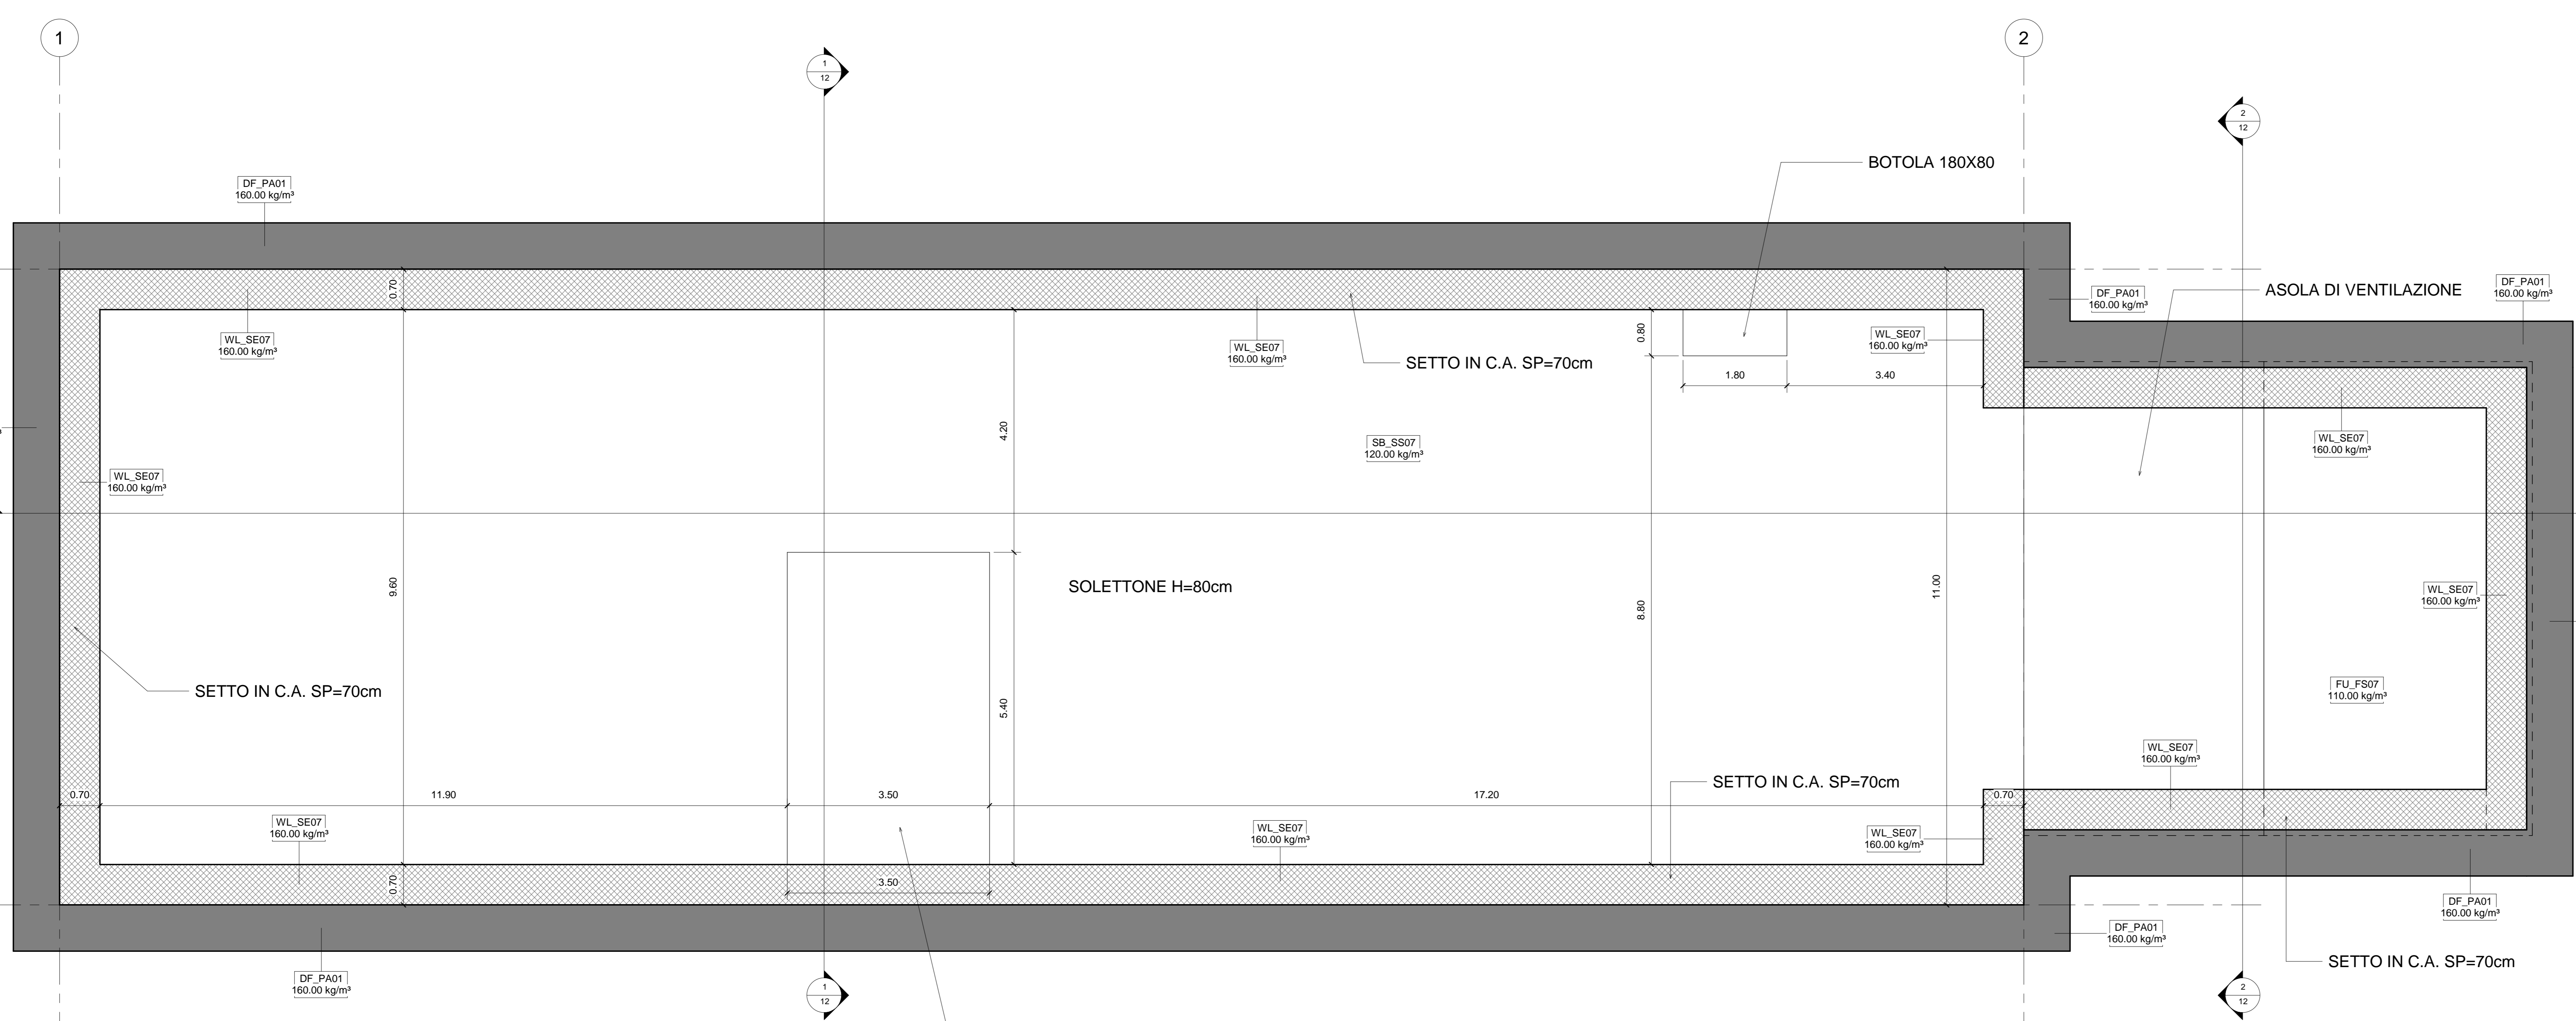 1
2
1
12
2
12
BOTOLA 180X80
DF_PA01
160.00 kg/m³
ASOLA DI VENTILAZIONE
DF_PA01
160.00 kg/m³
DF_PA01
160.00 kg/m³
0.70
WL_SE07
160.00 kg/m³
WL_SE07
160.00 kg/m³
SETTO IN C.A. SP=70cm
0.80
WL_SE07
160.00 kg/m³
1.80
3.40
4.20
SB_SS07
120.00 kg/m³
WL_SE07
160.00 kg/m³
WL_SE07
160.00 kg/m³
9.60
SOLETTONE H=80cm
8.80
11.00
WL_SE07
160.00 kg/m³
SETTO IN C.A. SP=70cm
5.40
FU_FS07
110.00 kg/m³
WL_SE07
160.00 kg/m³
SETTO IN C.A. SP=70cm
0.70
11.90
3.50
17.20
0.70
WL_SE07
160.00 kg/m³
WL_SE07
160.00 kg/m³
WL_SE07
160.00 kg/m³
0.70
3.50
DF_PA01
160.00 kg/m³
DF_PA01
160.00 kg/m³
SETTO IN C.A. SP=70cm
DF_PA01
160.00 kg/m³
1
12
2
12